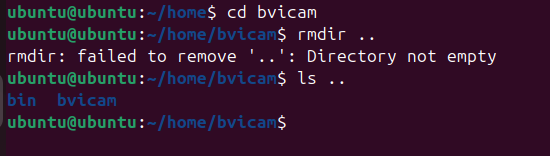 ubuntu@ubuntu:~/home$ cd bvicam
ubuntu@ubuntu:~/home/bvicam$ rmdir ..
rmdir: failed to remove '..': Directory not empty
ubuntu@ubuntu:~/home/bvicam$ ls ..
bin  bvicam
ubuntu@ubuntu:~/home/bvicam$